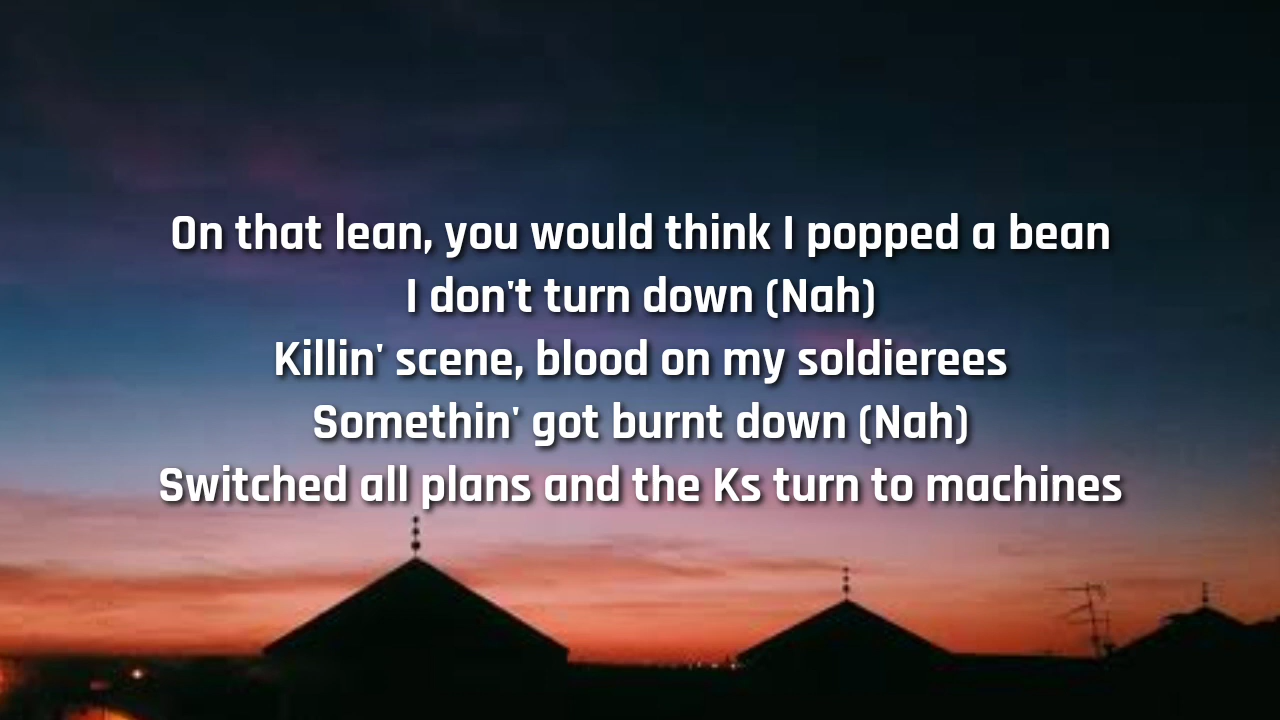 On that lean, you would think I popped a bean
I don't turn down (Nah)
Killin' scene, blood on my soldierees
Somethin' got burnt down (Nah)
Switched all plans and the Ks turn to machines